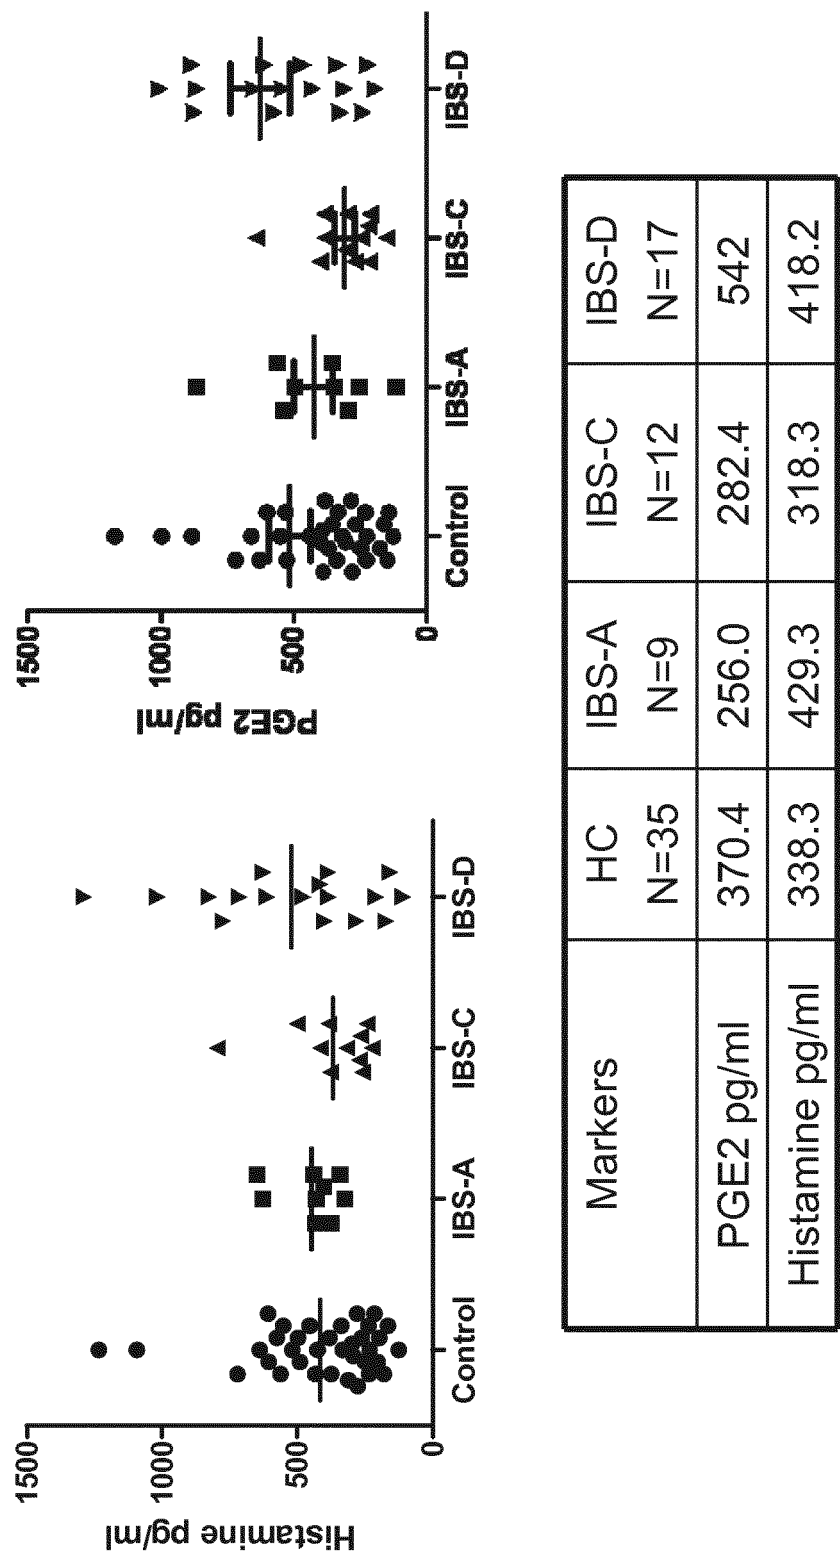 1500
1000
500
0
Histamine pg/ml
Control
IBS-A
IBS-C
IBS-D
1500
1000
500
0
PGE2 pg/ml
Control
IBS-A
IBS-C
IBS-D
Markers HC IBS-A IBS-C IBS-D
N=35 N=9 N=12 N=17
PGE2 pg/ml 370.4 256.0 282.4 542
Histamine pg/ml 338.3 429.3 318.3 418.2